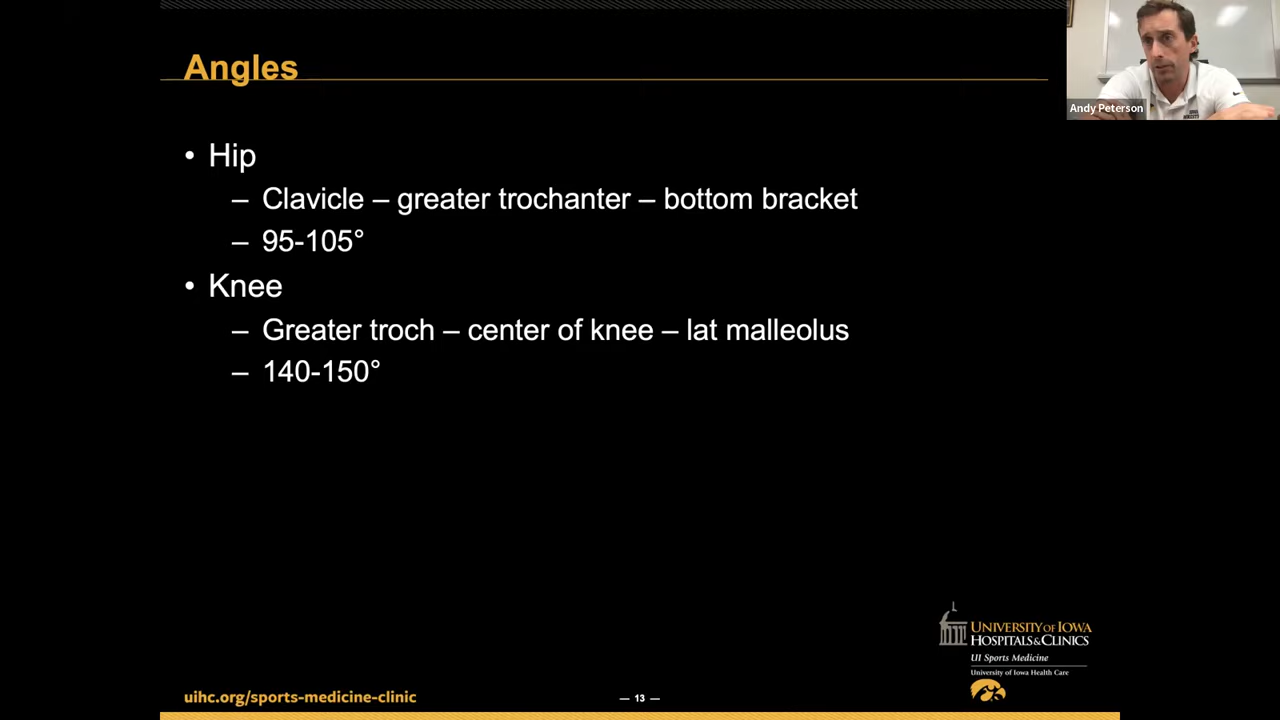 Angles
Andy Peterson
• Hip
– Clavicle – greater trochanter – bottom bracket
– 95-105°
• Knee
– Greater troch – center of knee – lat malleolus
– 140-150°
UNIVERSITY OF IOWA
HOSPITALS & CLINICS
UI Sports Medicine
University of Iowa Health Care
uihc.org/sports-medicine-clinic
— 13 —